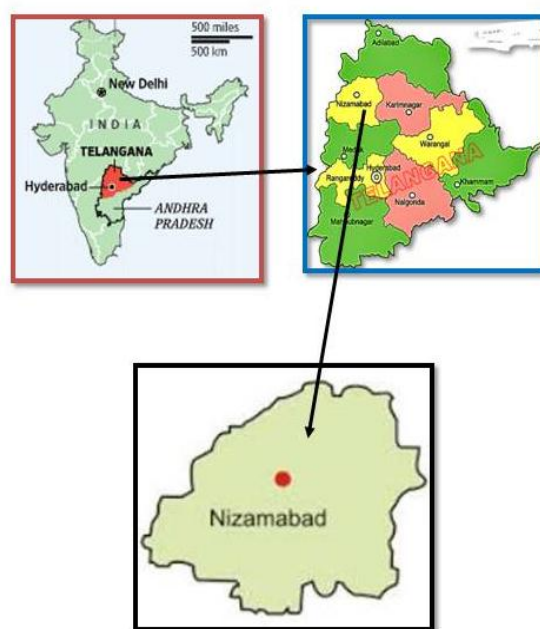 500 miles
500 km
New Delhi
INDIA
TELANGANA
Hyderabad
ANDHRA
PRADESH
Adilabad
Nizamabad
Karimnagar
Medak
Warangal
Hyderabad
Rangareddy
TELANGANA
Khammam
Nalgonda
Mahbubnagar
Nizamabad